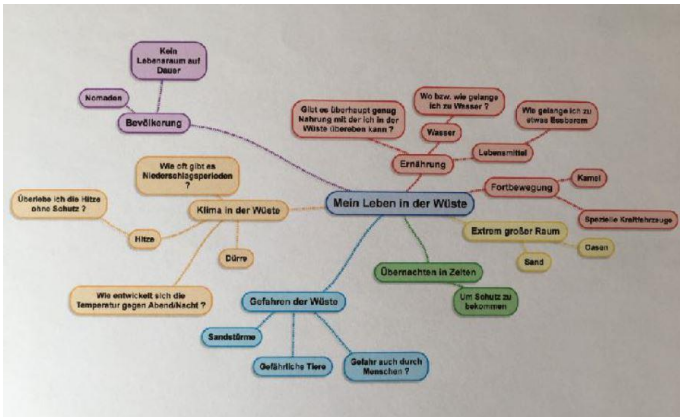 Kein
Lebensraum auf
Dauer
Nomaden
Bevölkerung
Gibt es überhaupt genug
Nahrung mit der ich in der
Wüste übereben kann ?
Wo bzw. wie gelange
ich zu Wasser ?
Wasser
Wie gelange ich zu
etwas Essbarem
Lebensmittel
Ernährung
Wie oft gibt es
Niederschlagsperioden
?
Überlebe ich die Hitze
ohne Schutz ?
Hitze
Klima in der Wüste
Dürre
Wie entwickelt sich die
Temperatur gegen Abend/Nacht ?
Mein Leben in der Wüste
Fortbewegung
Kamel
Spezielle Kraftfahrzeuge
Extrem großer Raum
Oasen
Sand
Übernachten in Zelten
Um Schutz zu
bekommen
Gefahren der Wüste
Sandstürme
Gefährliche Tiere
Gefahr auch durch
Menschen ?